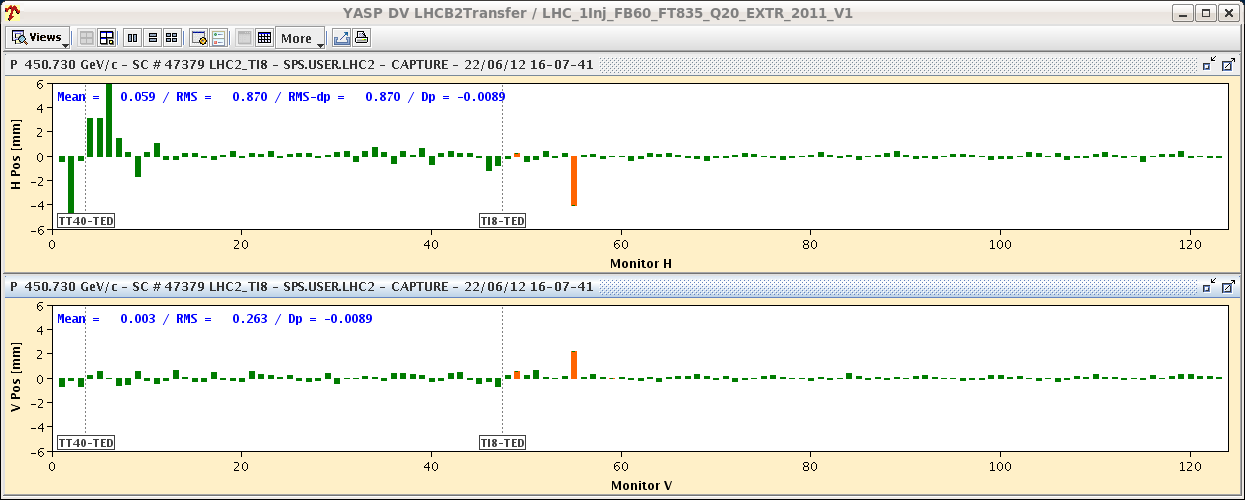 YASP DV LHCB2Transfer / LHC_1Inj_FB60_FT835_Q20_EXTR_2011_V1
Views More
P 450.730 GeV/c - SC # 47379 LHC2_TI8 - SPS.USER.LHC2 - CAPTURE - 22/06/12 16-07-41
Mean = 0.059 / RMS = 0.870 / RMS-dp = 0.870 / Dp = -0.0089
H Pos [mm]
6
4
2
0
-2
-4
-6
TT40-TED TI8-TED
0 20 40 60 80 100 120
Monitor H
P 450.730 GeV/c - SC # 47379 LHC2_TI8 - SPS.USER.LHC2 - CAPTURE - 22/06/12 16-07-41
Mean = 0.003 / RMS = 0.263 / Dp = -0.0089
V Pos [mm]
6
4
2
0
-2
-4
-6
TT40-TED TI8-TED
0 20 40 60 80 100 120
Monitor V